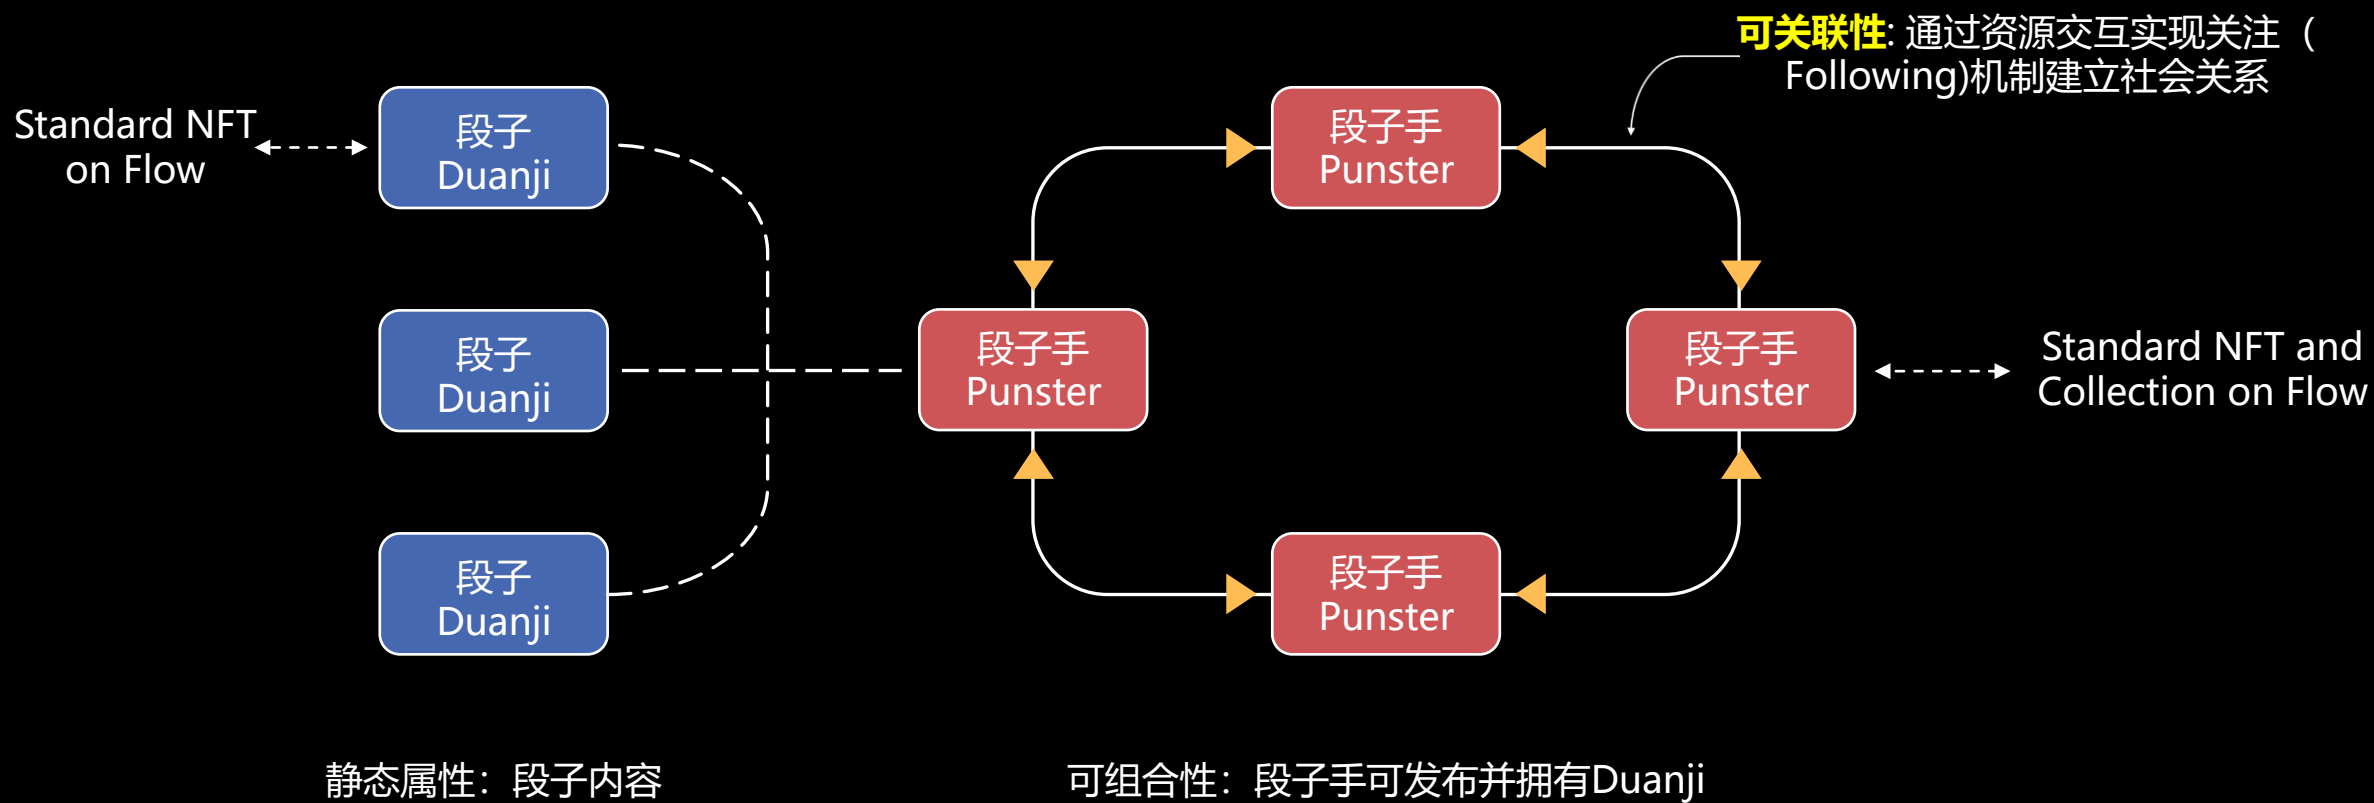 可关联性: 通过资源交互实现关注（
Following)机制建立社会关系
Standard NFT
on Flow
段子
Duanji
段子手
Punster
段子
Duanji
段子手
Punster
段子手
Punster
Standard NFT and
Collection on Flow
段子
Duanji
段子手
Punster
静态属性：段子内容
可组合性：段子手可发布并拥有Duanji